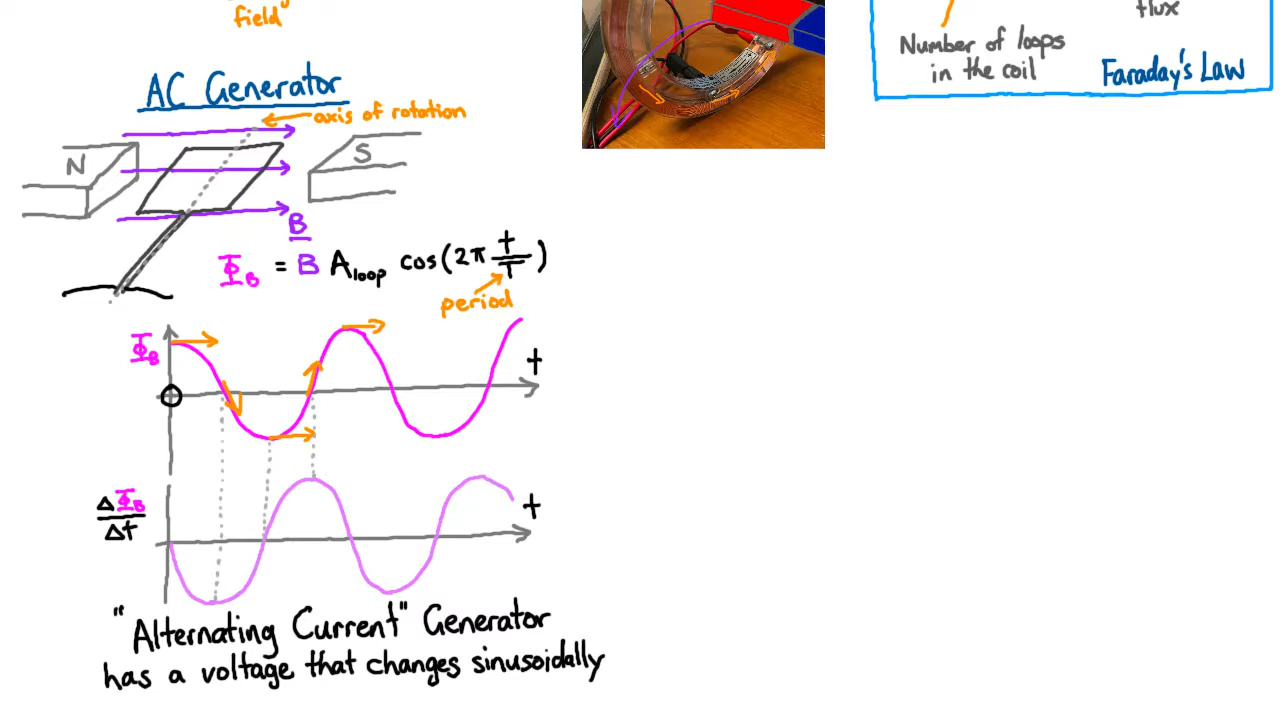 field
AC Generator
axis of rotation
N
S
B
Φ_B = B A_loop cos(2π t/T)
period
Φ_B
t
0
ΔΦ_B/Δt
t
"Alternating Current" Generator
has a voltage that changes sinusoidally
flux
Number of loops
in the coil
Faraday's Law